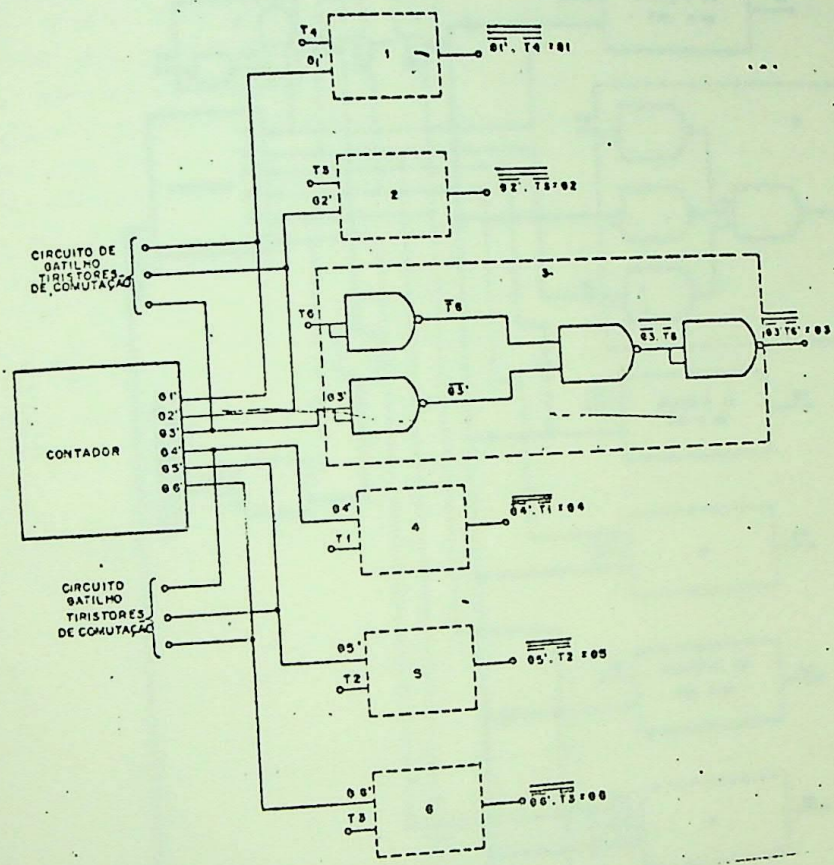 T4
G1'
1
G1'. T4 = G1
T5
G2'
2
G2'. T5 = G2
CIRCUITO DE
GATILHO
TIRISTORES
DE COMUTAÇÃO
3
T6
T6
G3'
G3'
G3. T6
G3. T6' = G3
CONTADOR
G1'
G2'
G3'
G4'
G5'
G6'
G4'
T1
4
G4'. T1 = G4
CIRCUITO
GATILHO
TIRISTORES
DE COMUTAÇÃO
G5'
T2
5
G5'. T2 = G5
G6'
T3
6
G6'. T3 = G6